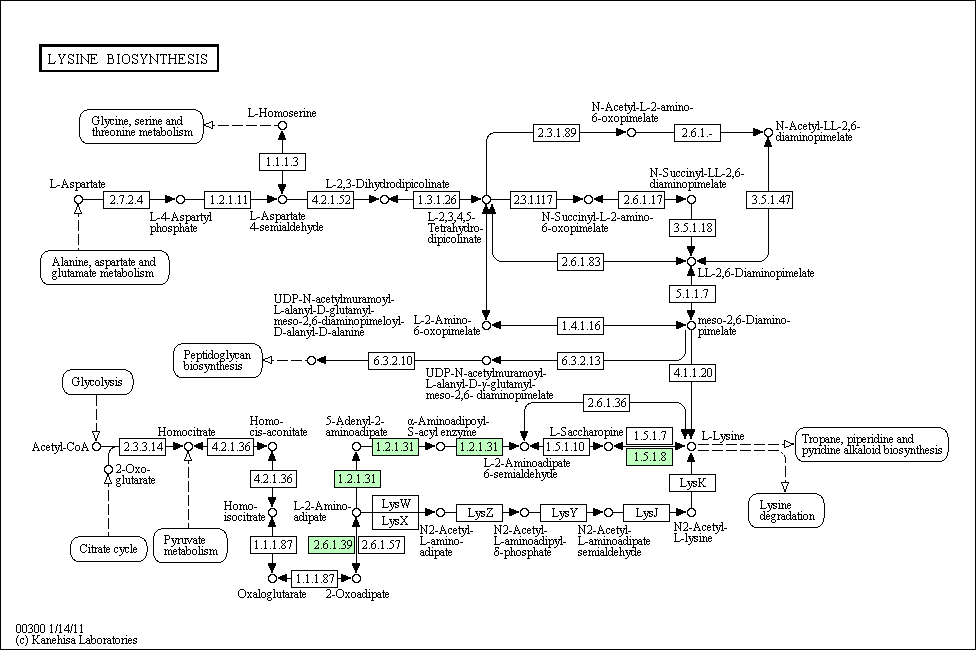 LYSINE BIOSYNTHESIS
Glycine, serine and
threonine metabolism
L-Homoserine
1.1.1.3
N-Acetyl-L-2-amino-
6-oxopimelate
2.3.1.89
2.6.1.-
N-Acetyl-LL-2,6-
diaminopimelate
L-Aspartate
2.7.2.4
L-4-Aspartyl
phosphate
1.2.1.11
L-Aspartate
4-semialdehyde
4.2.1.52
L-2,3-Dihydrodipicolinate
1.3.1.26
L-2,3,4,5-
Tetrahydro-
dipicolinate
2.3.1.117
N-Succinyl-L-2-amino-
6-oxopimelate
2.6.1.17
N-Succinyl-LL-2,6-
diaminopimelate
3.5.1.47
3.5.1.18
Alanine, aspartate and
glutamate metabolism
2.6.1.83
LL-2,6-Diaminopimelate
5.1.1.7
UDP-N-acetylmuramoyl-
L-alanyl-D-glutamyl-
meso-2,6-diaminopimeloyl-
D-alanyl-D-alanine
L-2-Amino-
6-oxopimelate
1.4.1.16
meso-2,6-Diamino-
pimelate
Peptidoglycan
biosynthesis
6.3.2.10
6.3.2.13
UDP-N-acetylmuramoyl-
L-alanyl-D-γ-glutamyl-
meso-2,6- diaminopimelate
4.1.1.20
Glycolysis
2.6.1.36
Acetyl-CoA
2.3.3.14
Homocitrate
4.2.1.36
Homo-
cis-aconitate
5-Adenyl-2-
aminoadipate
1.2.1.31
α-Aminoadipoyl-
S-acyl enzyme
1.2.1.31
L-2-Aminoadipate
6-semialdehyde
1.5.1.10
L-Saccharopine
1.5.1.7
1.5.1.8
L-Lysine
Tropane, piperidine and
pyridine alkaloid biosynthesis
2-Oxo-
glutarate
4.2.1.36
1.2.1.31
LysK
Lysine
degradation
Homo-
isocitrate
L-2-Amino-
adipate
LysW
LysX
N2-Acetyl-
L-amino-
adipate
LysZ
N2-Acetyl-
L-aminoadipyl-
δ-phosphate
LysY
N2-Acetyl-
L-aminoadipate
semialdehyde
LysJ
N2-Acetyl-
L-lysine
Citrate cycle
Pyruvate
metabolism
1.1.1.87
2.6.1.39
2.6.1.57
1.1.1.87
Oxaloglutarate
2-Oxoadipate
00300 1/14/11
(c) Kanehisa Laboratories